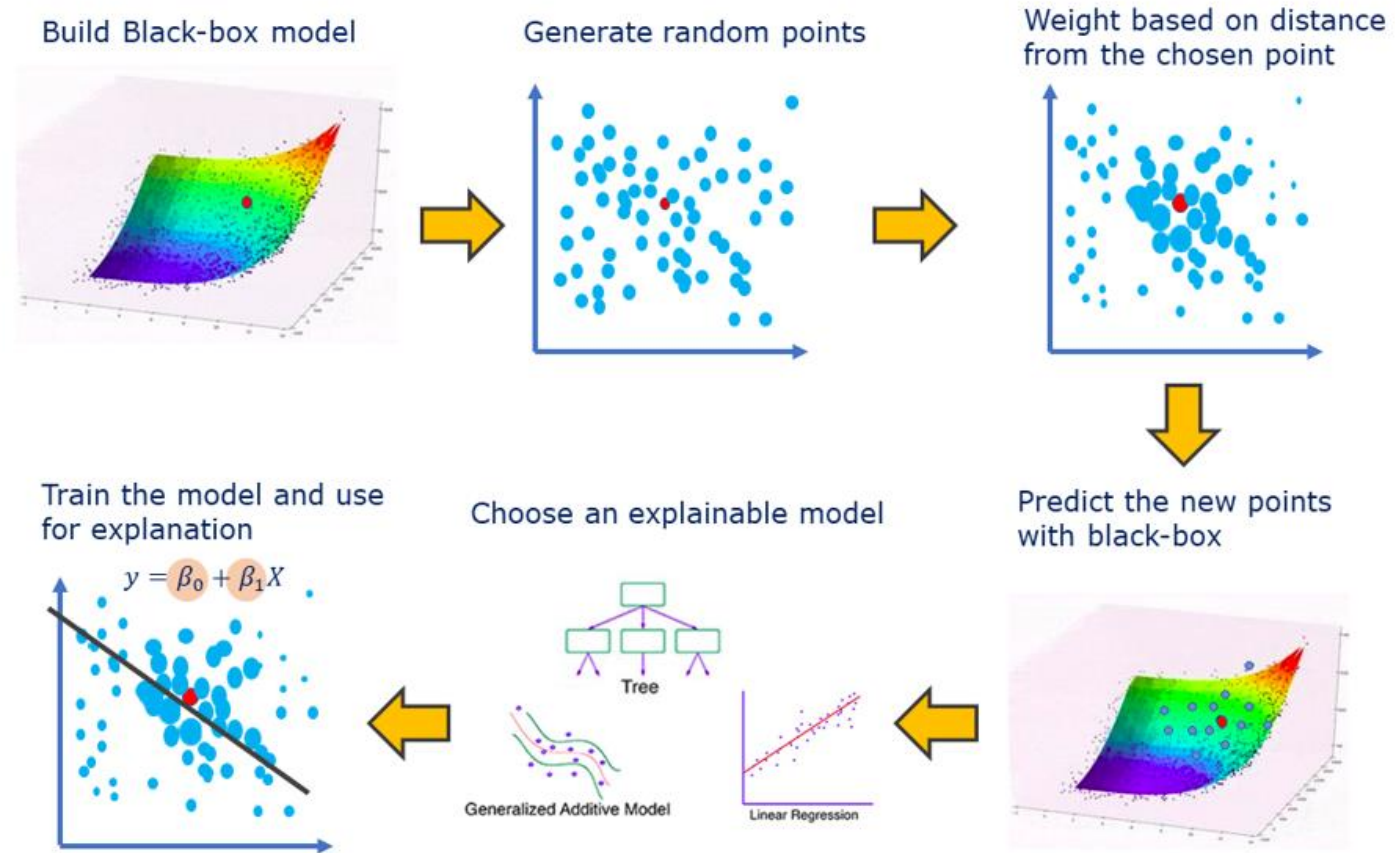 Build Black-box model
Generate random points
Weight based on distance
from the chosen point
Predict the new points
with black-box
Choose an explainable model
Tree
Generalized Additive Model
Linear Regression
Train the model and use
for explanation
y = β₀ + β₁X